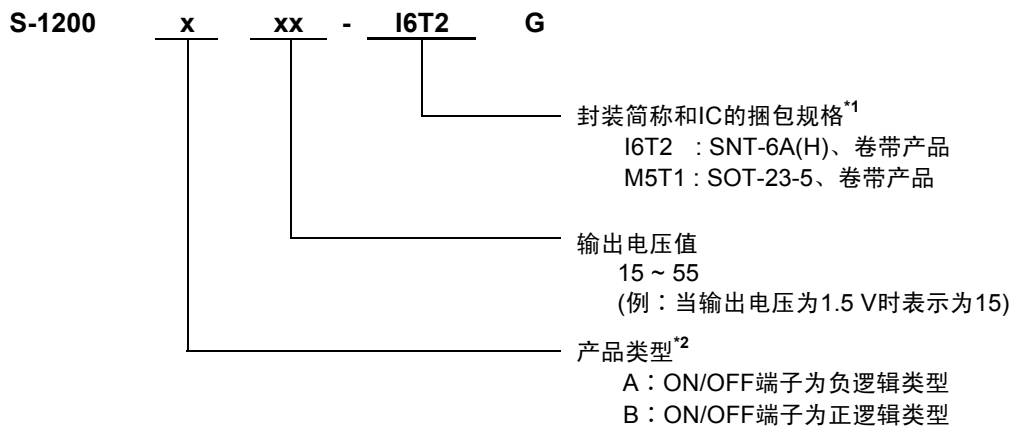 S-1200 x xx - I6T2 G
封装简称和IC的捆包规格*1
I6T2 : SNT-6A(H)、卷带产品
M5T1 : SOT-23-5、卷带产品
输出电压值
15 ~ 55
(例：当输出电压为1.5 V时表示为15)
产品类型*2
A：ON/OFF端子为负逻辑类型
B：ON/OFF端子为正逻辑类型